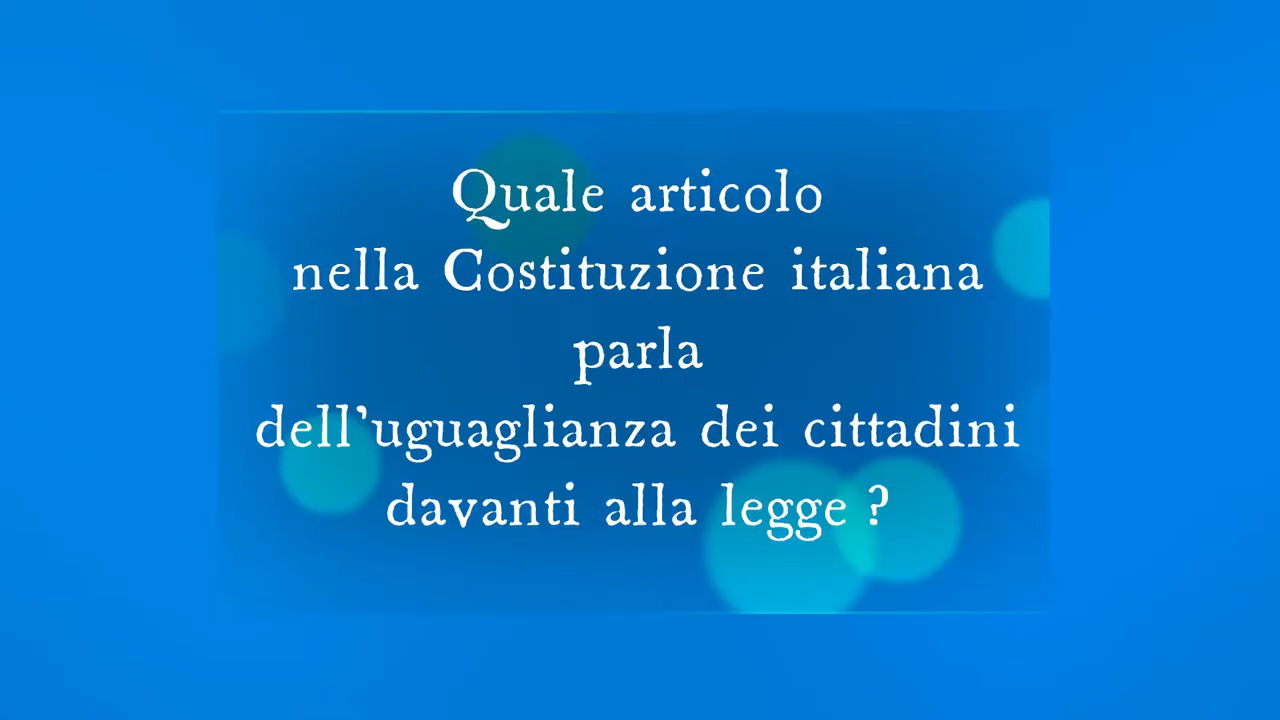 Quale articolo
nella Costituzione italiana
parla
dell'uguaglianza dei cittadini
davanti alla legge ?